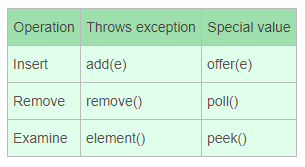 Operation Throws exception Special value
Insert add(e) offer(e)
Remove remove() poll()
Examine element() peek()